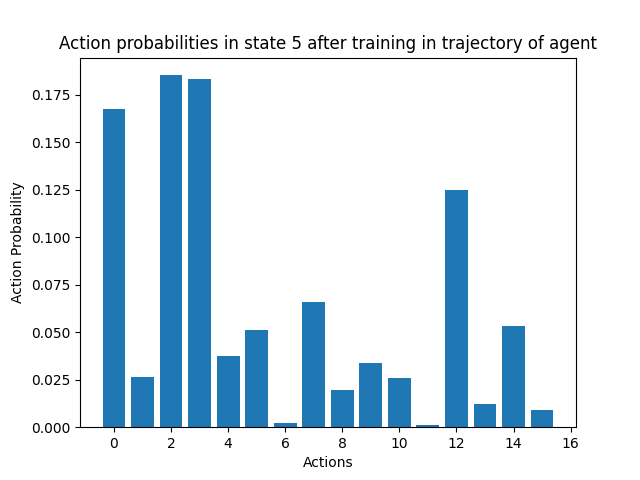 Action probabilities in state 5 after training in trajectory of agent
0.175
0.150
0.125
0.100
0.075
0.050
0.025
0.000
Action Probability
0 2 4 6 8 10 12 14 16
Actions